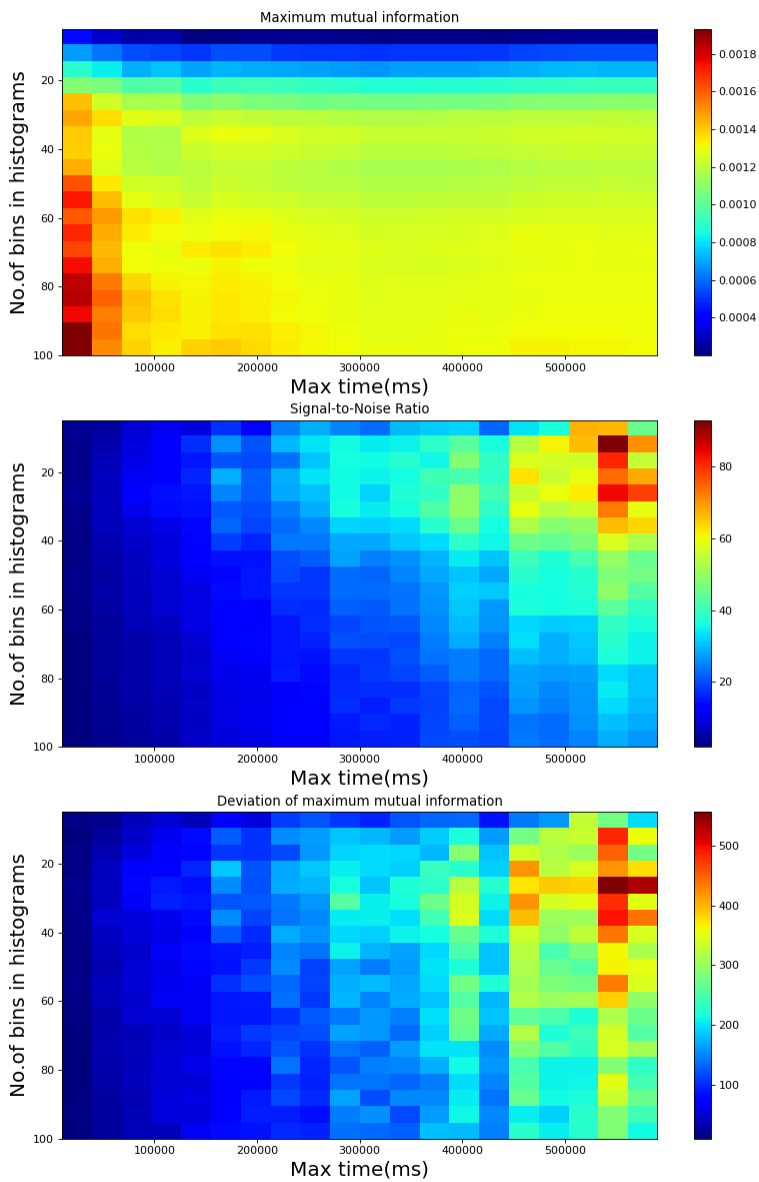 Maximum mutual information
No.of bins in histograms
20
40
60
80
100
100000 200000 300000 400000 500000
Max time(ms)
0.0018
0.0016
0.0014
0.0012
0.0010
0.0008
0.0006
0.0004
Signal-to-Noise Ratio
No.of bins in histograms
20
40
60
80
100
100000 200000 300000 400000 500000
Max time(ms)
80
60
40
20
Deviation of maximum mutual information
No.of bins in histograms
20
40
60
80
100
100000 200000 300000 400000 500000
Max time(ms)
500
400
300
200
100